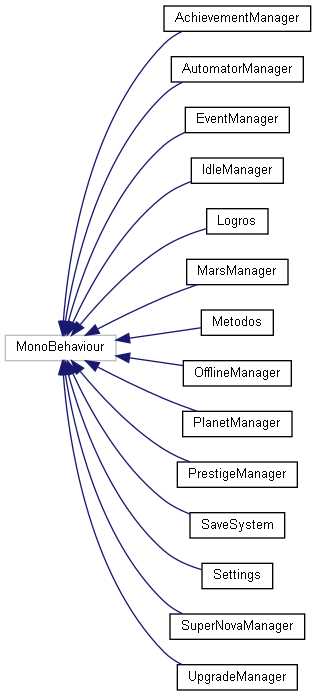 AchievementManager
AutomatorManager
EventManager
IdleManager
Logros
MarsManager
Metodos
MonoBehaviour
OfflineManager
PlanetManager
PrestigeManager
SaveSystem
Settings
SuperNovaManager
UpgradeManager